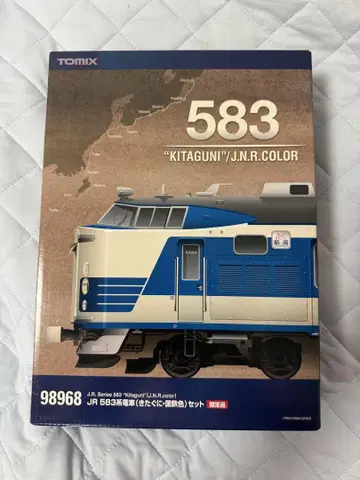 TOMIX
583
"KITAGUNI"/J.N.R.COLOR
新潟
98968
J.R. Series 583 "Kitaguni"(J.N.R.color)
JR 583系電車(きたぐに・国鉄色)セット 限定品